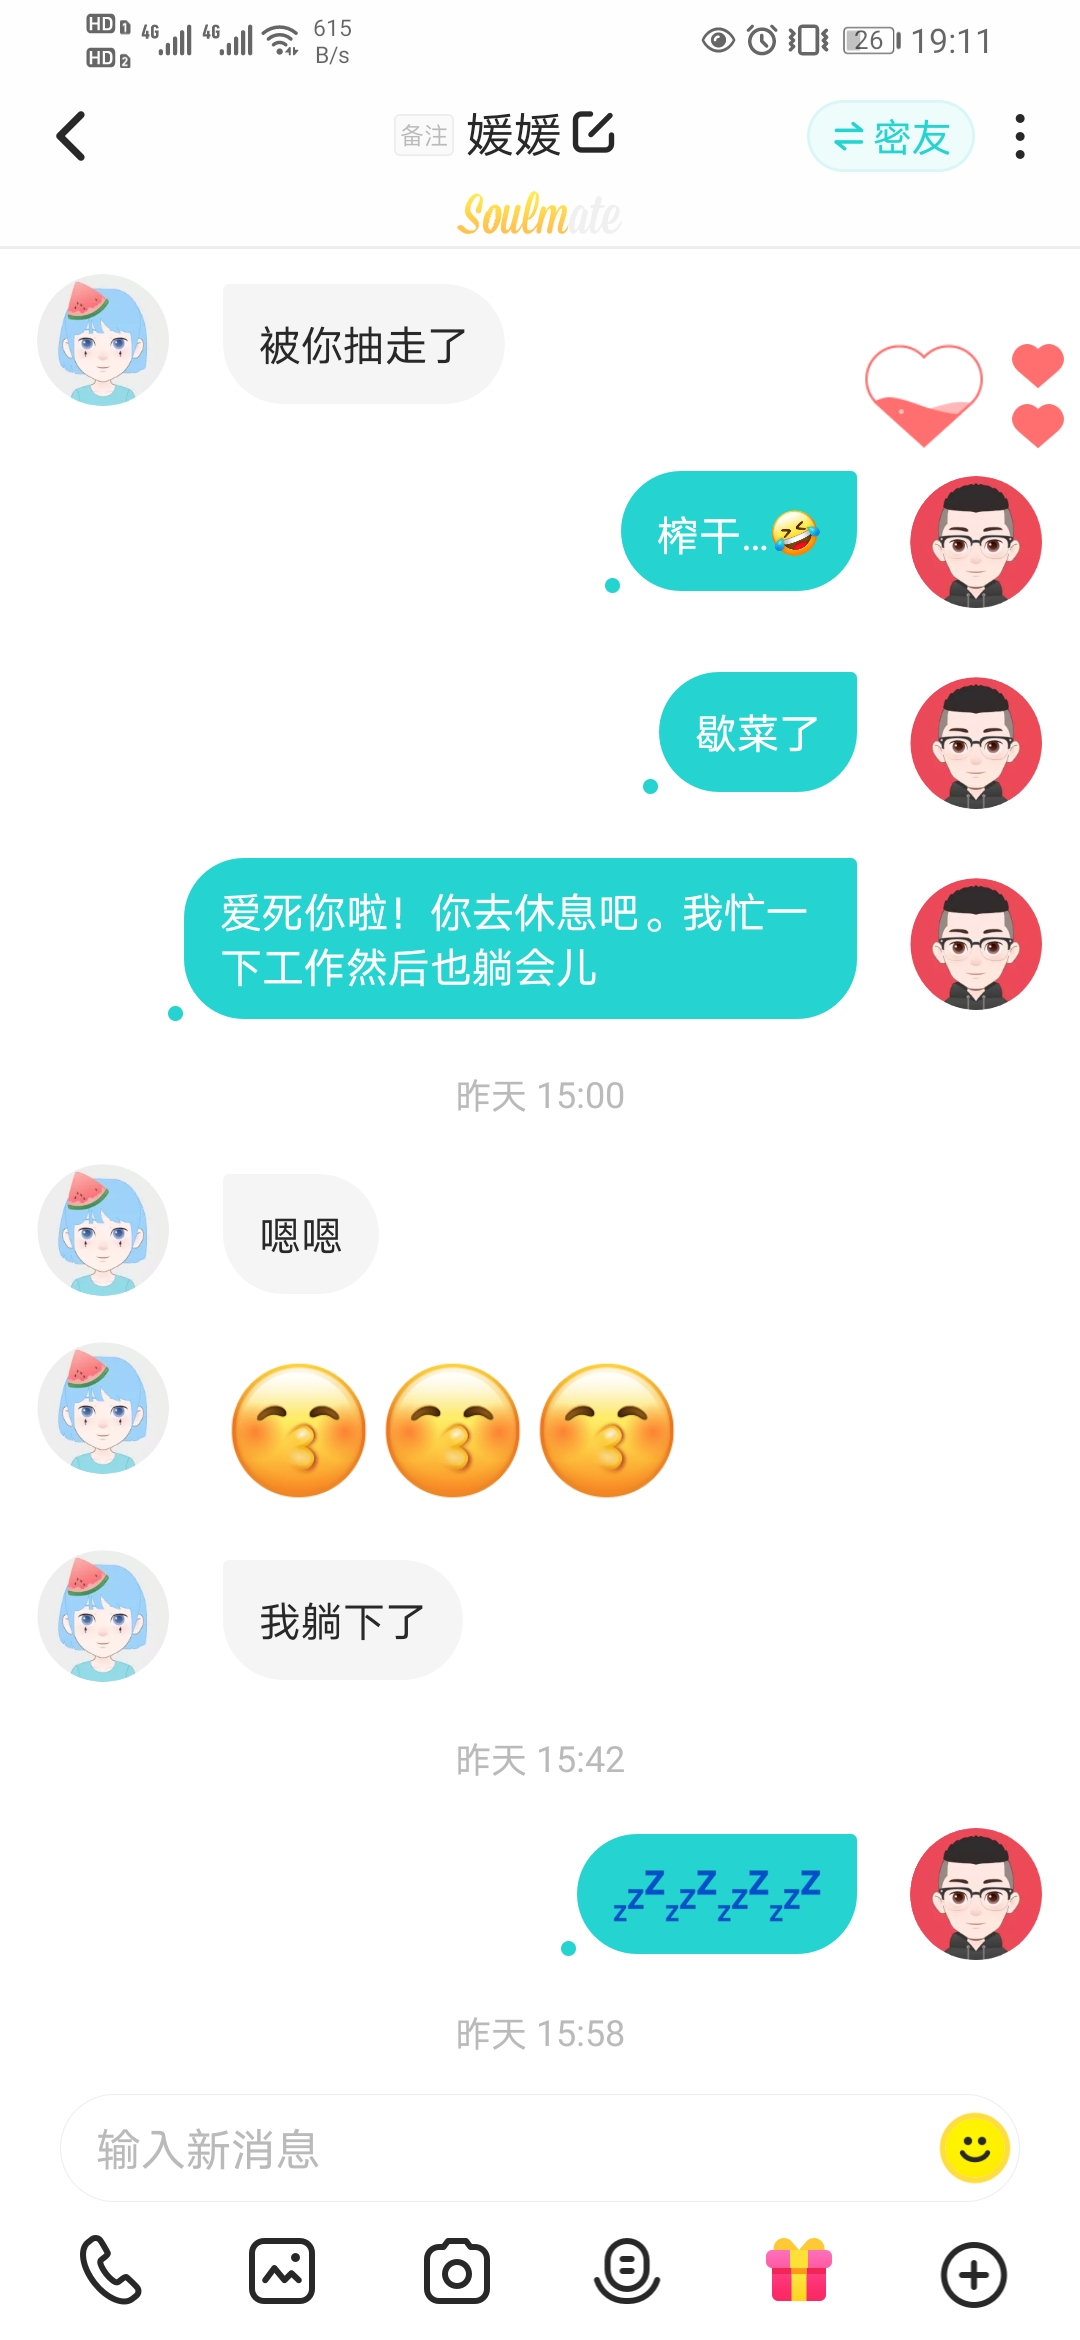 HD 1 4G 4G 615
HD 2 B/s
26 19:11
备注 媛媛 密友
Soulmate
被你抽走了
榨干...🤣
歇菜了
爱死你啦！你去休息吧。我忙一
下工作然后也躺会儿
昨天 15:00
嗯嗯
😚😚😚
我躺下了
昨天 15:42
💤💤💤💤
昨天 15:58
输入新消息